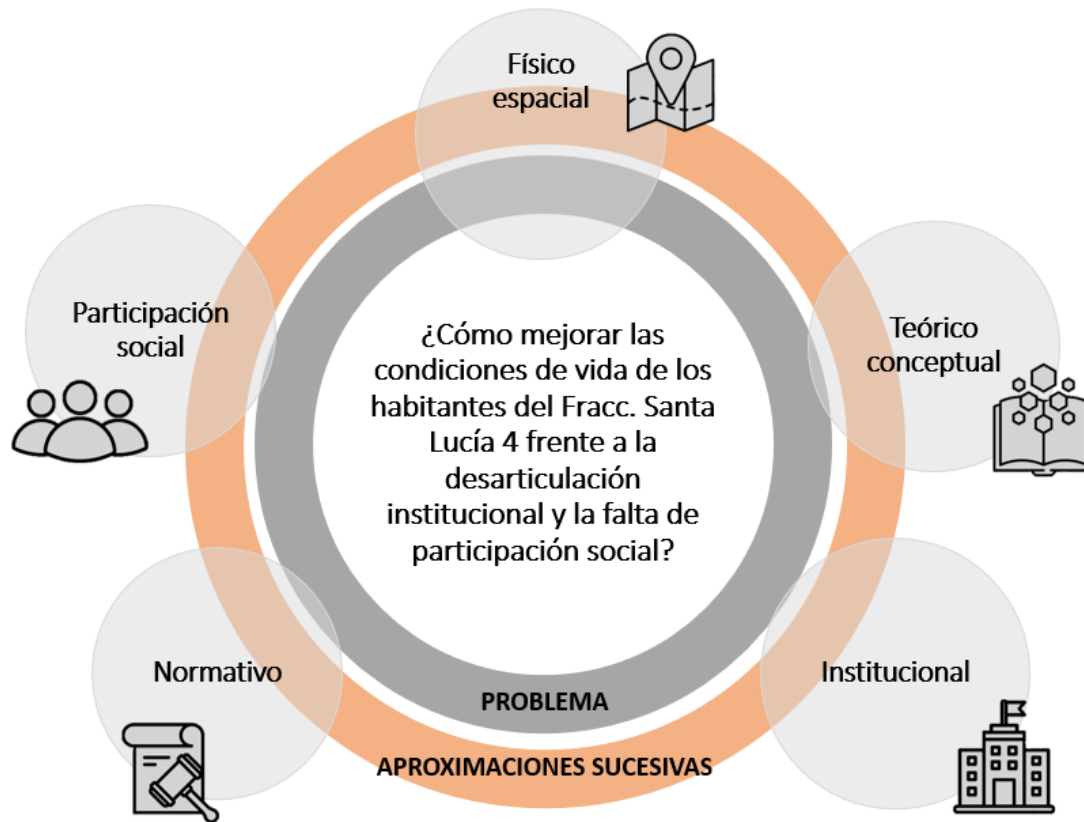 Físico
espacial
Participación
social
Teórico
conceptual
¿Cómo mejorar las
condiciones de vida de los
habitantes del Fracc. Santa
Lucía 4 frente a la
desarticulación
institucional y la falta de
participación social?
Normativo
Institucional
PROBLEMA
APROXIMACIONES SUCESIVAS